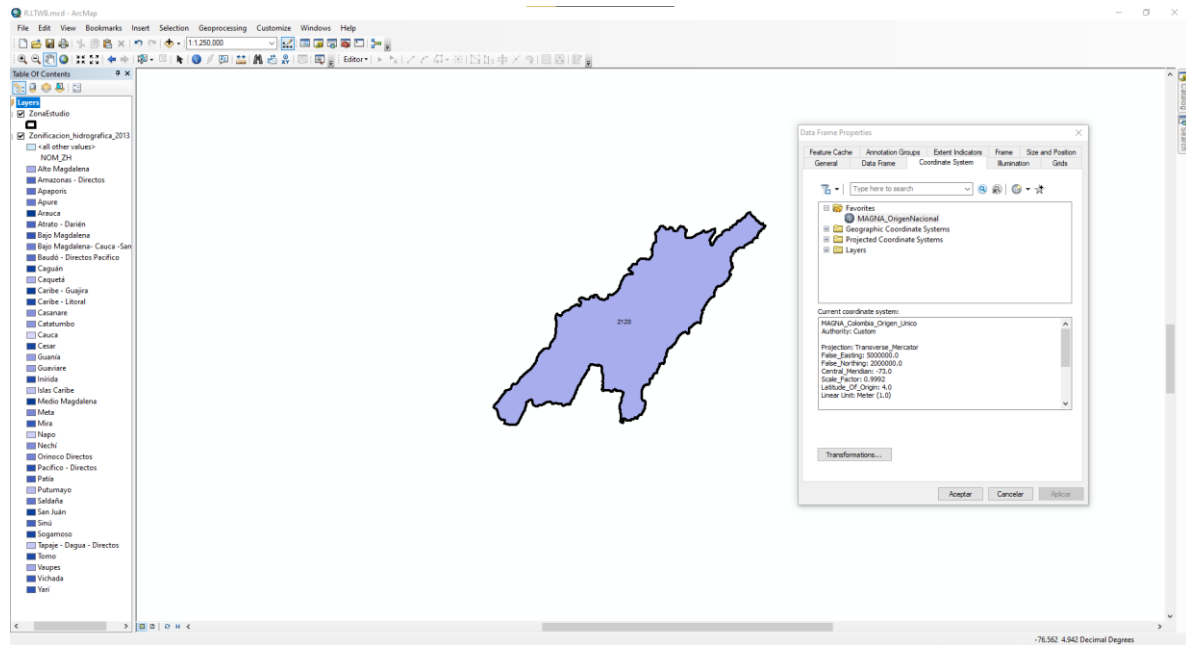 R.LTWB.mxd - ArcMap
File Edit View Bookmarks Insert Selection Geoprocessing Customize Windows Help
1:1.250.000
Editor
Table Of Contents
Layers
ZonaEstudio
Zonificacion_hidrografica_2013
<all other values>
NOM_ZH
Alto Magdalena
Amazonas - Directos
Apaporis
Apure
Arauca
Atrato - Darién
Bajo Magdalena
Bajo Magdalena- Cauca -San
Baudó - Directos Pacifico
Caguán
Caquetá
Caribe - Guajira
Caribe - Litoral
Casanare
Catatumbo
Cauca
Cesar
Guanía
Guaviare
Inírida
Islas Caribe
Medio Magdalena
Meta
Mira
Napo
Nechí
Orinoco Directos
Pacifico - Directos
Patía
Putumayo
Saldaña
San Juán
Sinú
Sogamoso
Tapaje - Dagua - Directos
Tomo
Vaupes
Vichada
Yarí
2120
Data Frame Properties
Feature Cache Annotation Groups Extent Indicators Frame Size and Position
General Data Frame Coordinate System Illumination Grids
Type here to search
Favorites
MAGNA_OrigenNacional
Geographic Coordinate Systems
Projected Coordinate Systems
Layers
Current coordinate system:
MAGNA_Colombia_Origen_Unico
Authority: Custom
Projection: Transverse_Mercator
False_Easting: 5000000.0
False_Northing: 2000000.0
Central_Meridian: -73.0
Scale_Factor: 0.9992
Latitude_Of_Origin: 4.0
Linear Unit: Meter (1.0)
Transformations...
Aceptar Cancelar Aplicar
Catalog
Search
-76.562 4.942 Decimal Degrees